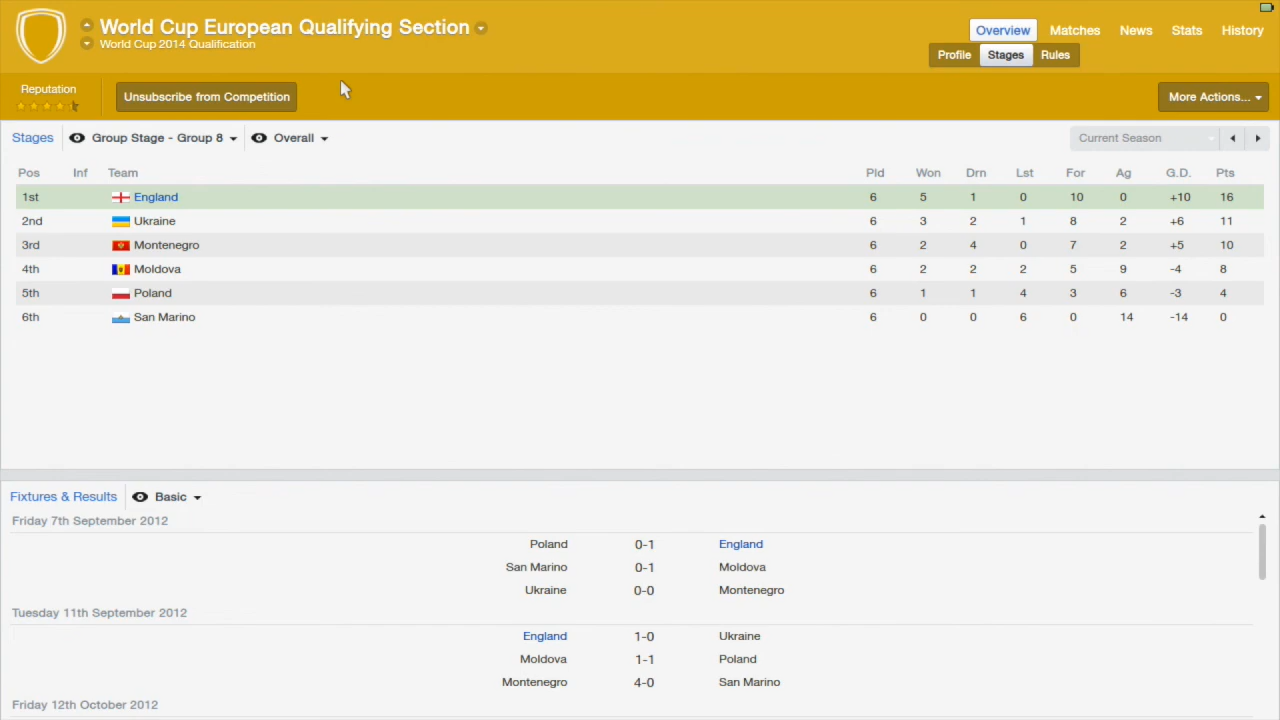 World Cup European Qualifying Section
World Cup 2014 Qualification
Overview Matches News Stats History
Profile Stages Rules
Reputation
Unsubscribe from Competition
More Actions...
Stages Group Stage - Group 8 Overall Current Season
Pos Inf Team Pld Won Drn Lst For Ag G.D. Pts
1st England 6 5 1 0 10 0 +10 16
2nd Ukraine 6 3 2 1 8 2 +6 11
3rd Montenegro 6 2 4 0 7 2 +5 10
4th Moldova 6 2 2 2 5 9 -4 8
5th Poland 6 1 1 4 3 6 -3 4
6th San Marino 6 0 0 6 0 14 -14 0
Fixtures & Results Basic
Friday 7th September 2012
Poland 0-1 England
San Marino 0-1 Moldova
Ukraine 0-0 Montenegro
Tuesday 11th September 2012
England 1-0 Ukraine
Moldova 1-1 Poland
Montenegro 4-0 San Marino
Friday 12th October 2012